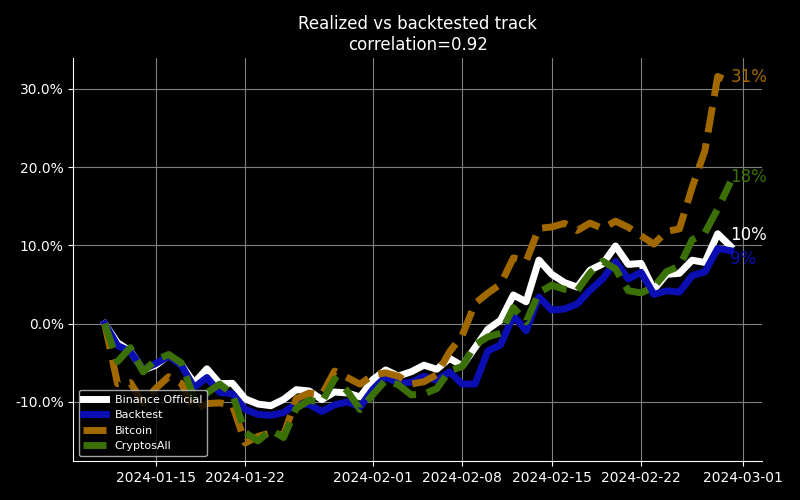 Realized vs backtested track
correlation=0.92
30.0%
20.0%
10.0%
0.0%
-10.0%
31%
18%
10%
9%
Binance Official
Backtest
Bitcoin
CryptosAll
2024-01-15
2024-01-22
2024-02-01
2024-02-08
2024-02-15
2024-02-22
2024-03-01